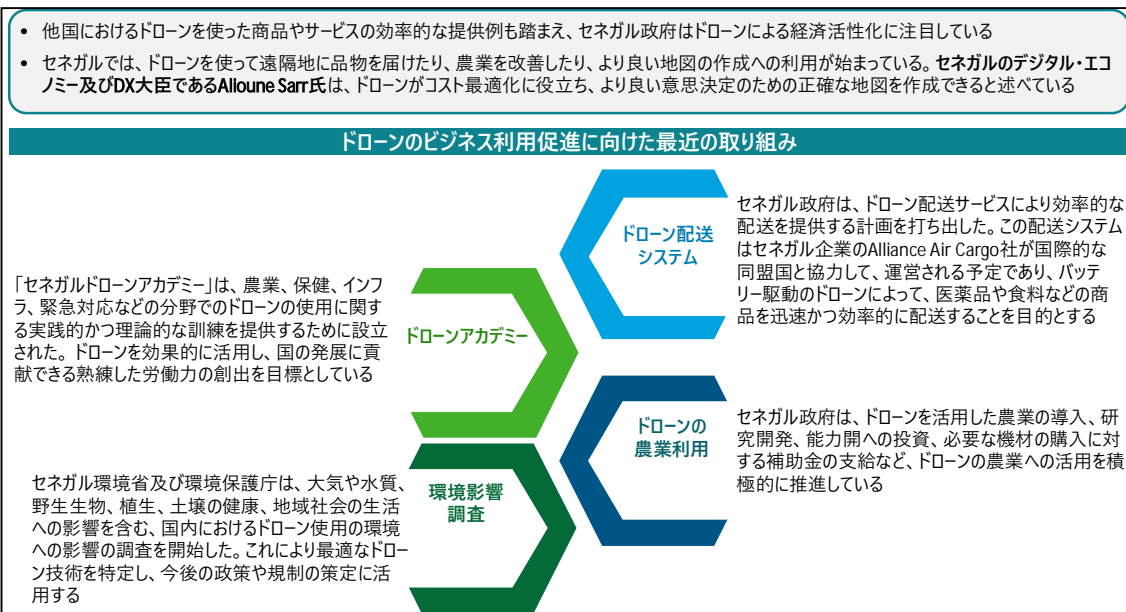 • 他国におけるドローンを使った商品やサービスの効率的な提供例も踏まえ、セネガル政府はドローンによる経済活性化に注目している
• セネガルでは、ドローンを使って遠隔地に品物を届けたり、農業を改善したり、より良い地図の作成への利用が始まっている。セネガルのデジタル・エコ
ノミー及びDX大臣であるAlioune Sarr氏は、ドローンがコスト最適化に役立ち、より良い意思決定のための正確な地図を作成できると述べている
ドローンのビジネス利用促進に向けた最近の取り組み
ドローン配送
システム
セネガル政府は、ドローン配送サービスにより効率的な
配送を提供する計画を打ち出した。この配送システム
はセネガル企業のAlliance Air Cargo社が国際的な
同盟国と協力して、運営される予定であり、バッテ
リー駆動のドローンによって、医薬品や食料などの商
品を迅速かつ効率的に配送することを目的とする
「セネガルドローンアカデミー」は、農業、保健、インフ
ラ、緊急対応などの分野でのドローンの使用に関す
る実践的かつ理論的な訓練を提供するために設立
された。ドローンを効果的に活用し、国の発展に貢
献できる熟練した労働力の創出を目標としている
ドローンアカデミー
ドローンの
農業利用
セネガル政府は、ドローンを活用した農業の導入、研
究開発、能力開への投資、必要な機材の購入に対
する補助金の支給など、ドローンの農業への活用を積
極的に推進している
セネガル環境省及び環境保護庁は、大気や水質、
野生生物、植生、土壌の健康、地域社会の生活
への影響を含む、国内におけるドローン使用の環境
への影響の調査を開始した。これにより最適なドロー
ン技術を特定し、今後の政策や規制の策定に活
用する
環境影響
調査